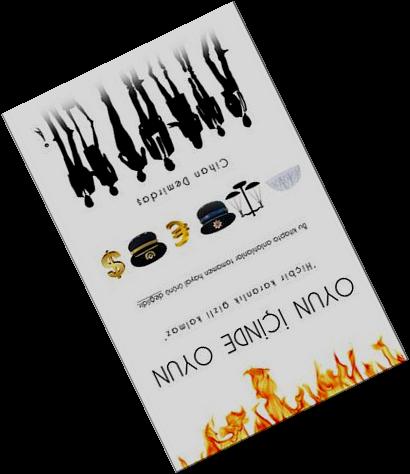 OYUN İÇİNDE OYUN
"Hiçbir karanlık gizli kalmaz"
Bu kitapta anlatılanlar tamamen hayal ürünü değildir.
Cihan Demirdaş